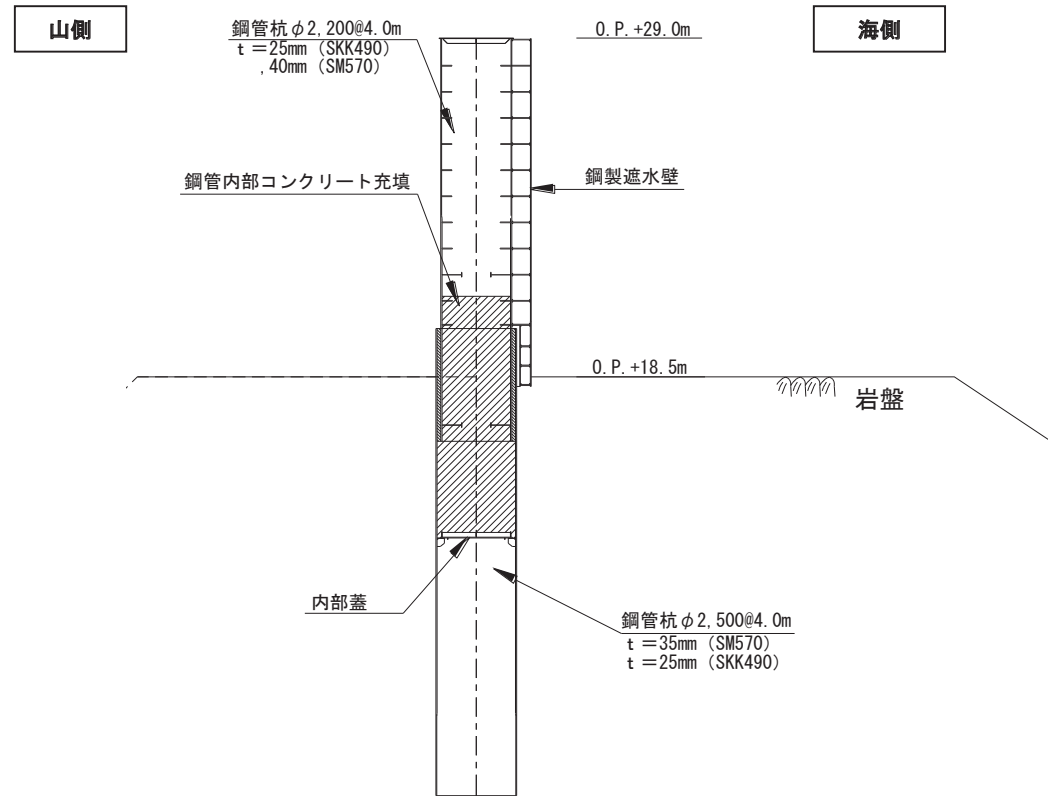 山側
鋼管杭φ2,200@4.0m
t=25mm (SKK490)
,40mm (SM570)
O.P.+29.0m
海側
鋼管内部コンクリート充填
鋼製遮水壁
O.P.+18.5m
岩盤
内部蓋
鋼管杭φ2,500@4.0m
t=35mm (SM570)
t=25mm (SKK490)